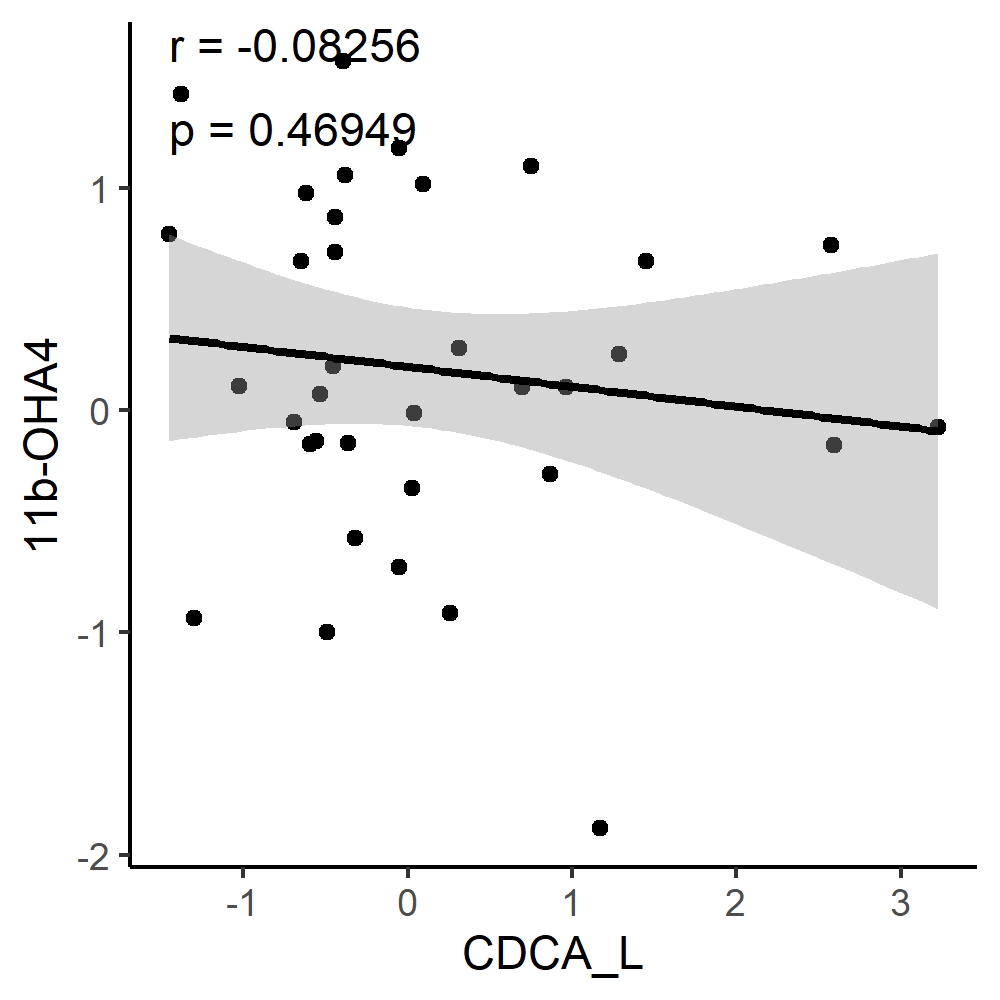 r = -0.08256
p = 0.46949
1
0
-1
-2
11b-OHA4
-1 0 1 2 3
CDCA_L